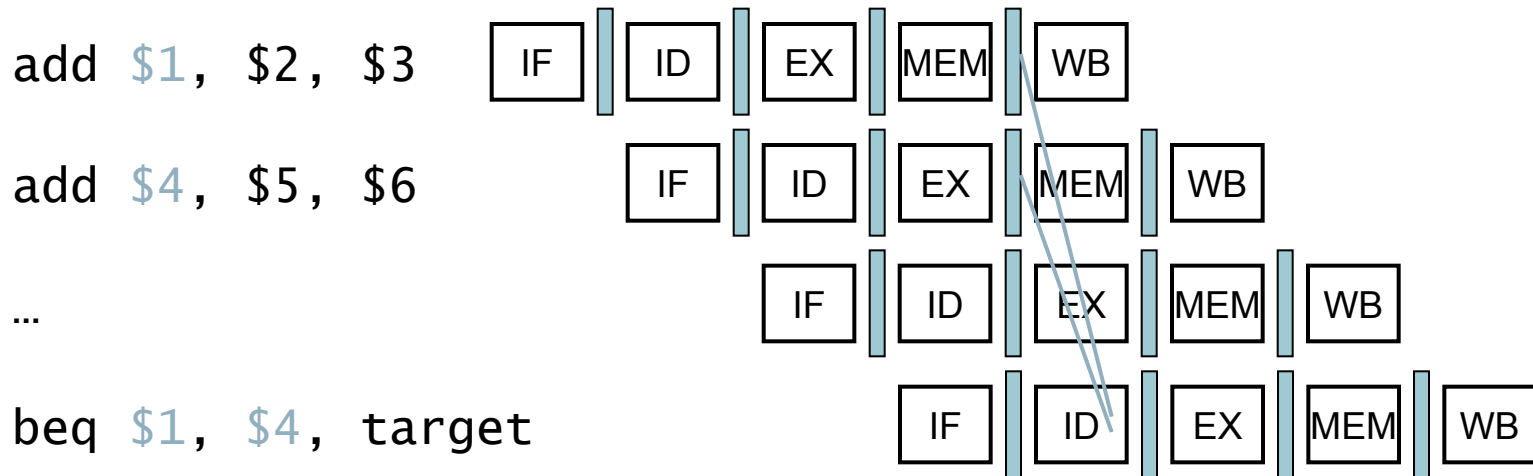 add $1, $2, $3 IF ID EX MEM WB
add $4, $5, $6 IF ID EX MEM WB
… IF ID EX MEM WB
beq $1, $4, target IF ID EX MEM WB